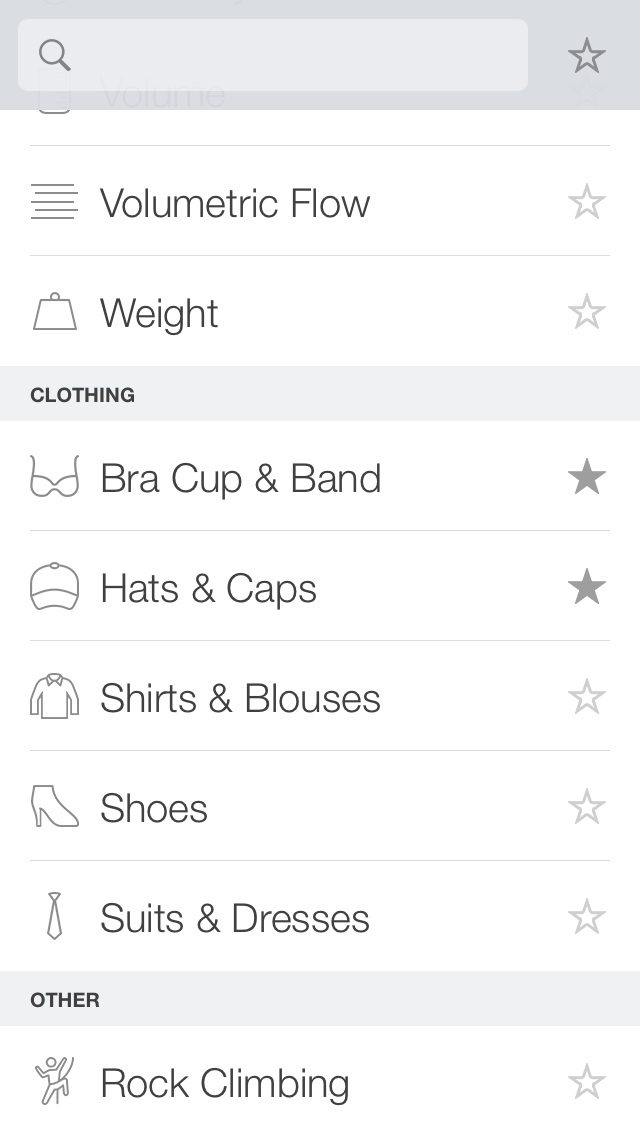 Volume
Volumetric Flow
Weight
CLOTHING
Bra Cup & Band
Hats & Caps
Shirts & Blouses
Shoes
Suits & Dresses
OTHER
Rock Climbing